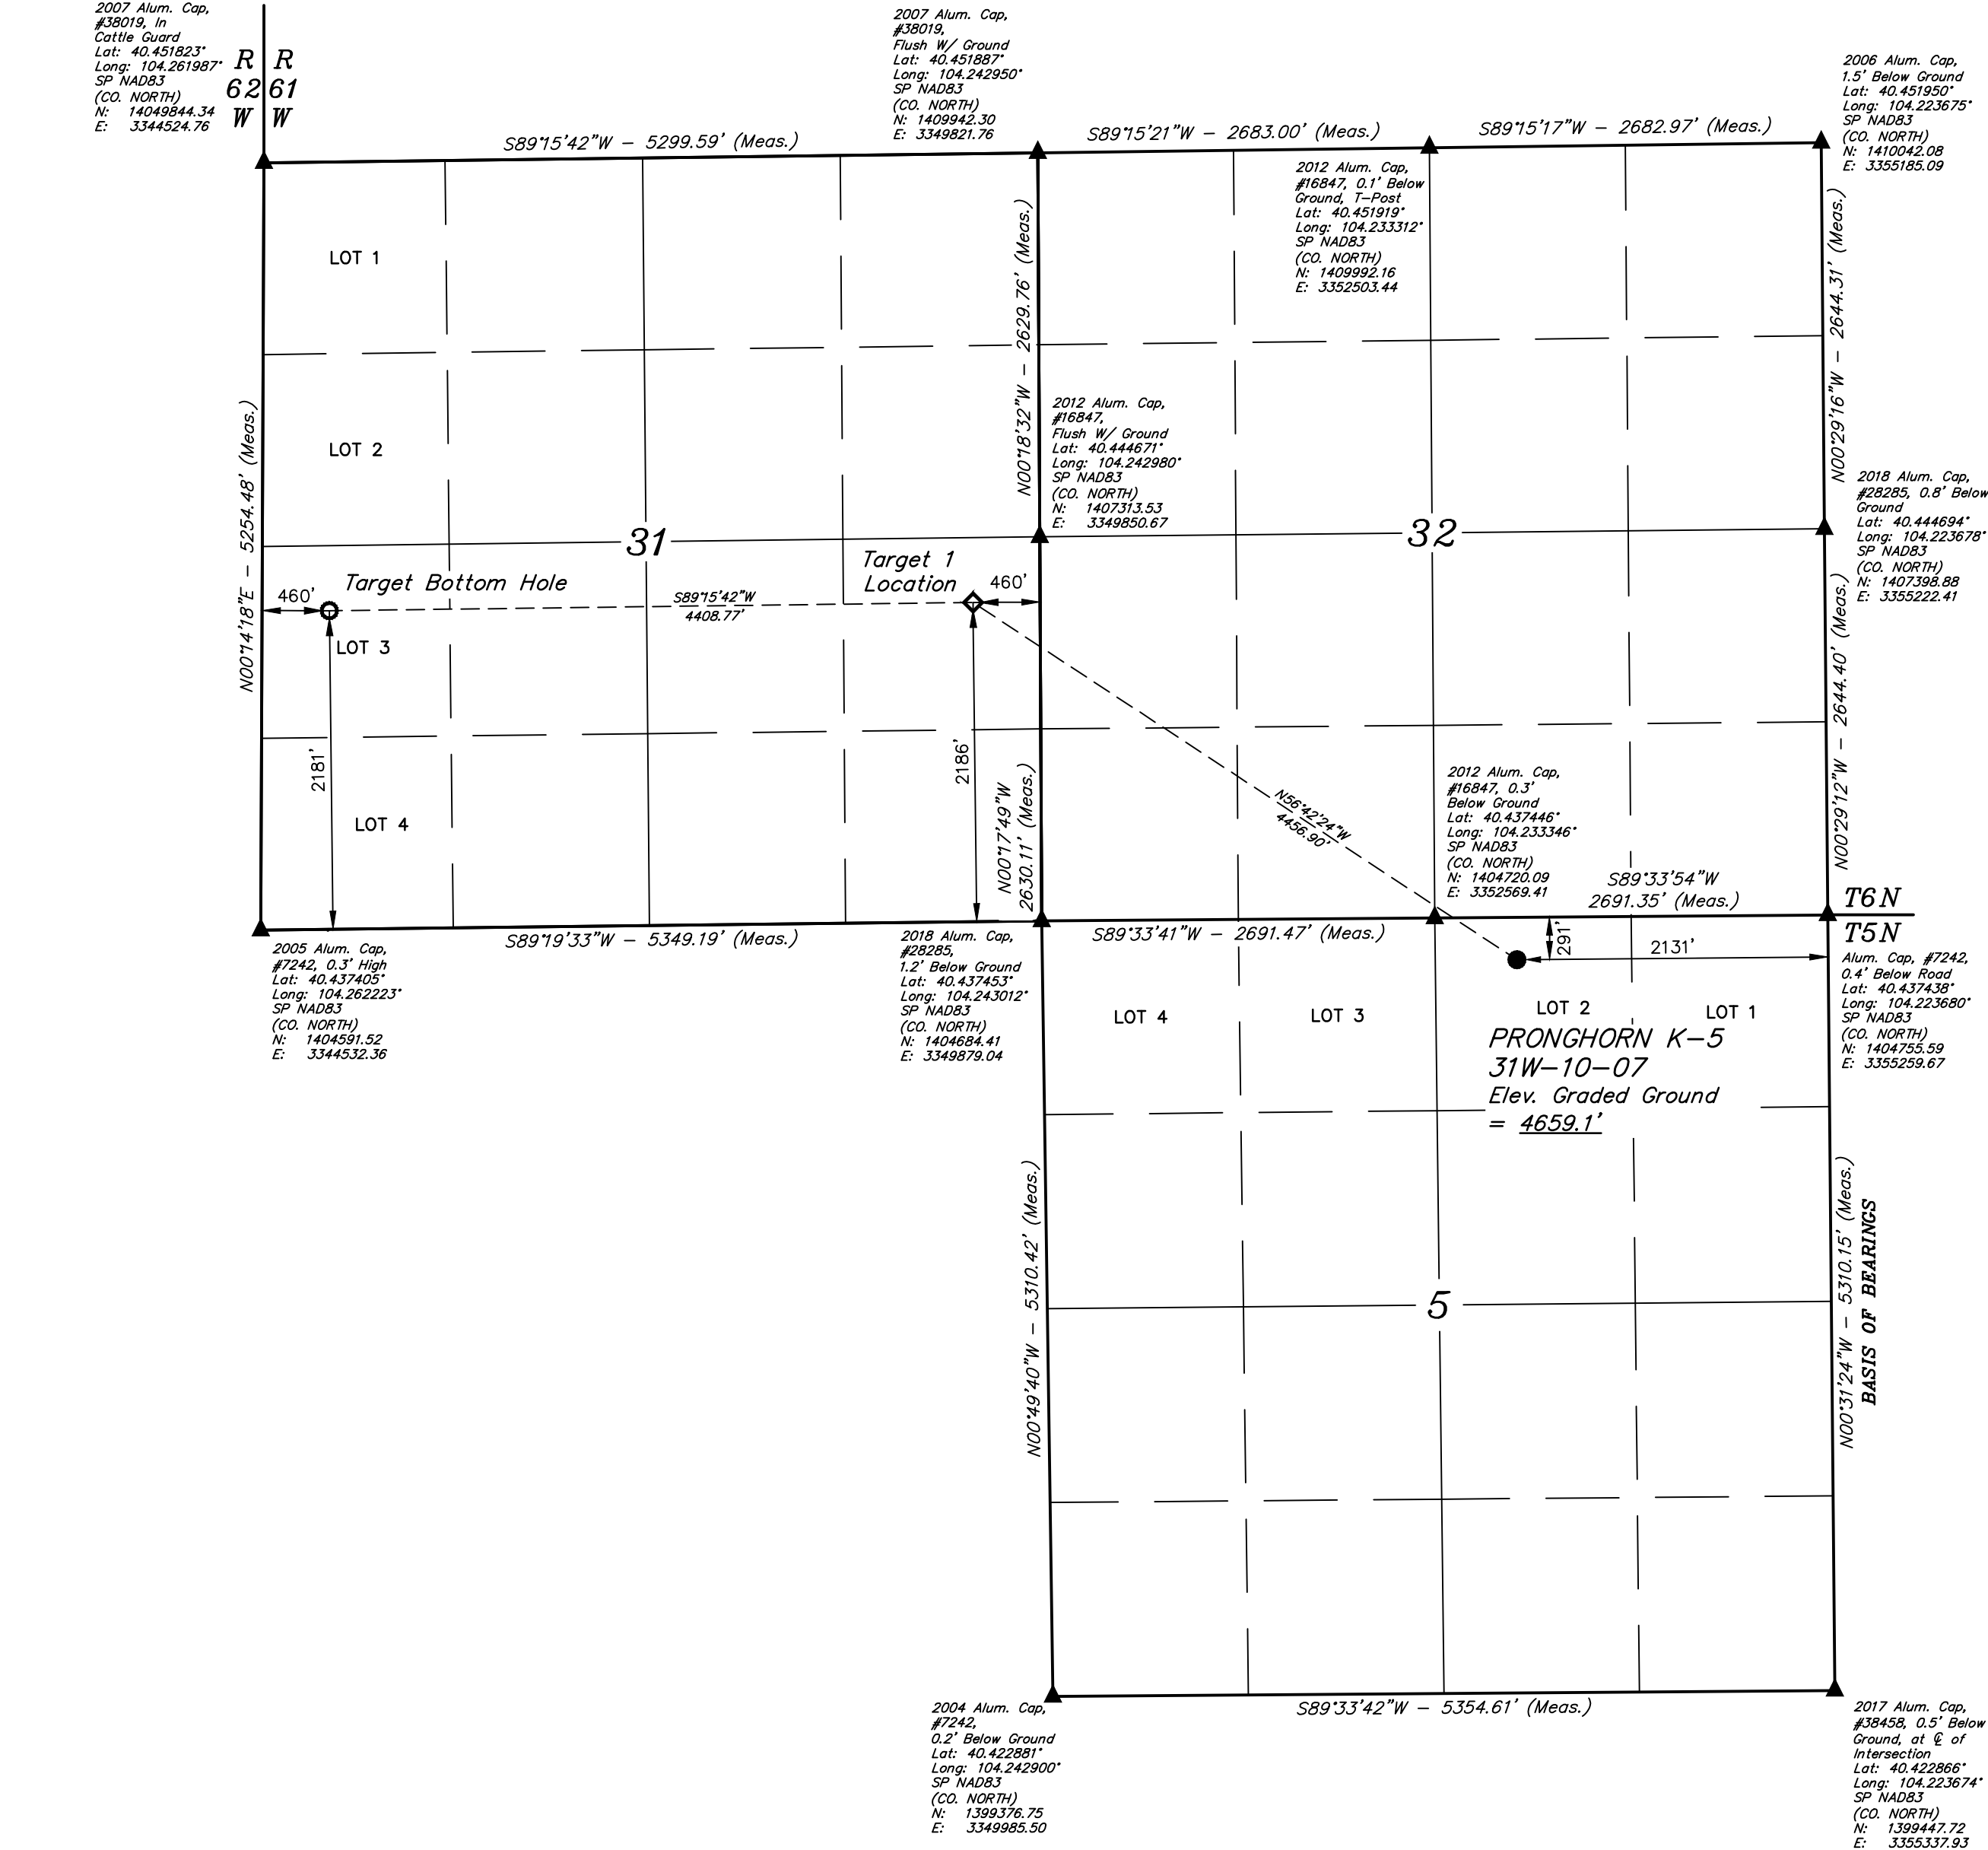 2007 Alum. Cap,
#38019, In
Cattle Guard
Lat: 40.451823°
Long: 104.261987°
SP NAD83
(CO. NORTH)
N: 14049844.34
E: 3344524.76
R R
62 61
W W
2007 Alum. Cap,
#38019,
Flush W/ Ground
Lat: 40.451887°
Long: 104.242950°
SP NAD83
(CO. NORTH)
N: 1409942.30
E: 3349821.76
2006 Alum. Cap,
1.5' Below Ground
Lat: 40.451950°
Long: 104.223675°
SP NAD83
(CO. NORTH)
N: 1410042.08
E: 3355185.09
S89°15'42"W – 5299.59' (Meas.)
S89°15'21"W – 2683.00' (Meas.)
S89°15'17"W – 2682.97' (Meas.)
2012 Alum. Cap,
#16847, 0.1' Below
Ground, T-Post
Lat: 40.451919°
Long: 104.233312°
SP NAD83
(CO. NORTH)
N: 1409992.16
E: 3352503.44
LOT 1
LOT 2
N00°14'18"E – 5254.48' (Meas.)
N00°18'32"W – 2629.76' (Meas.)
N00°29'16"W – 2644.31' (Meas.)
2012 Alum. Cap,
#16847,
Flush W/ Ground
Lat: 40.444671°
Long: 104.242980°
SP NAD83
(CO. NORTH)
N: 1407313.53
E: 3349850.67
2018 Alum. Cap,
#28285, 0.8' Below
Ground
Lat: 40.444694°
Long: 104.223678°
SP NAD83
(CO. NORTH)
N: 1407398.88
E: 3355222.41
31
32
Target Bottom Hole
460'
Target 1
Location
460'
S89°15'42"W
4408.77'
LOT 3
LOT 4
2181'
2186'
N00°17'49"W
2630.11' (Meas.)
N56°42'24"W
4456.90'
2012 Alum. Cap,
#16847, 0.3'
Below Ground
Lat: 40.437446°
Long: 104.233346°
SP NAD83
(CO. NORTH)
N: 1404720.09
E: 3352569.41
N00°29'12"W – 2644.40' (Meas.)
S89°33'54"W
2691.35' (Meas.)
T6N
T5N
S89°19'33"W – 5349.19' (Meas.)
S89°33'41"W – 2691.47' (Meas.)
291'
2131'
2005 Alum. Cap,
#7242, 0.3' High
Lat: 40.437405°
Long: 104.262223°
SP NAD83
(CO. NORTH)
N: 1404591.52
E: 3344532.36
2018 Alum. Cap,
#28285,
1.2' Below Ground
Lat: 40.437453°
Long: 104.243012°
SP NAD83
(CO. NORTH)
N: 1404684.41
E: 3349879.04
Alum. Cap, #7242,
0.4' Below Road
Lat: 40.437438°
Long: 104.223680°
SP NAD83
(CO. NORTH)
N: 1404755.59
E: 3355259.67
LOT 4
LOT 3
LOT 2
LOT 1
PRONGHORN K-5
31W-10-07
Elev. Graded Ground
= 4659.1'
N00°49'40"W – 5310.42' (Meas.)
5
N00°31'24"W – 5310.15' (Meas.)
BASIS OF BEARINGS
S89°33'42"W – 5354.61' (Meas.)
2004 Alum. Cap,
#7242,
0.2' Below Ground
Lat: 40.422881°
Long: 104.242900°
SP NAD83
(CO. NORTH)
N: 1399376.75
E: 3349985.50
2017 Alum. Cap,
#38458, 0.5' Below
Ground, at ℄ of
Intersection
Lat: 40.422866°
Long: 104.223674°
SP NAD83
(CO. NORTH)
N: 1399447.72
E: 3355337.93